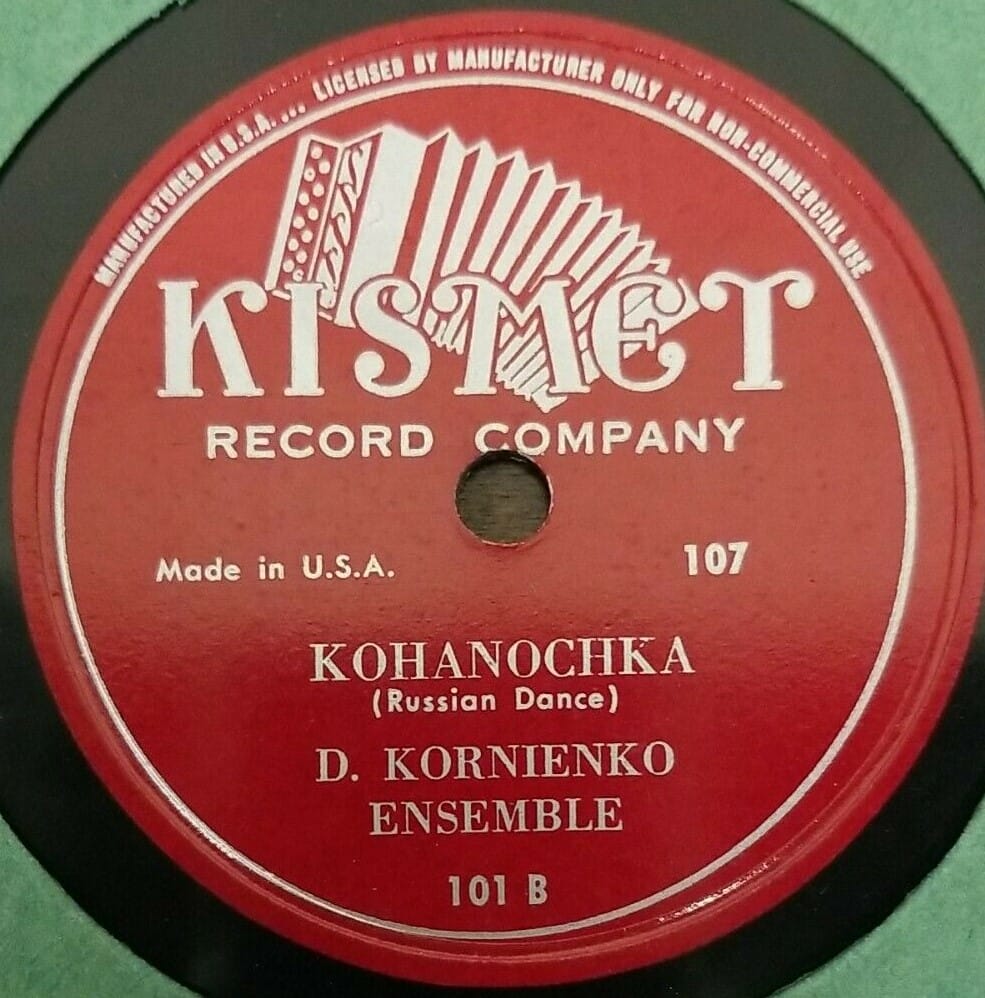 MANUFACTURED IN U.S.A. ... LICENSED BY MANUFACTURER ONLY FOR NON-COMMERCIAL USE
KISMET
RECORD COMPANY
Made in U.S.A. 107
KOHANOCHKA
(Russian Dance)
D. KORNIENKO
ENSEMBLE
101 B